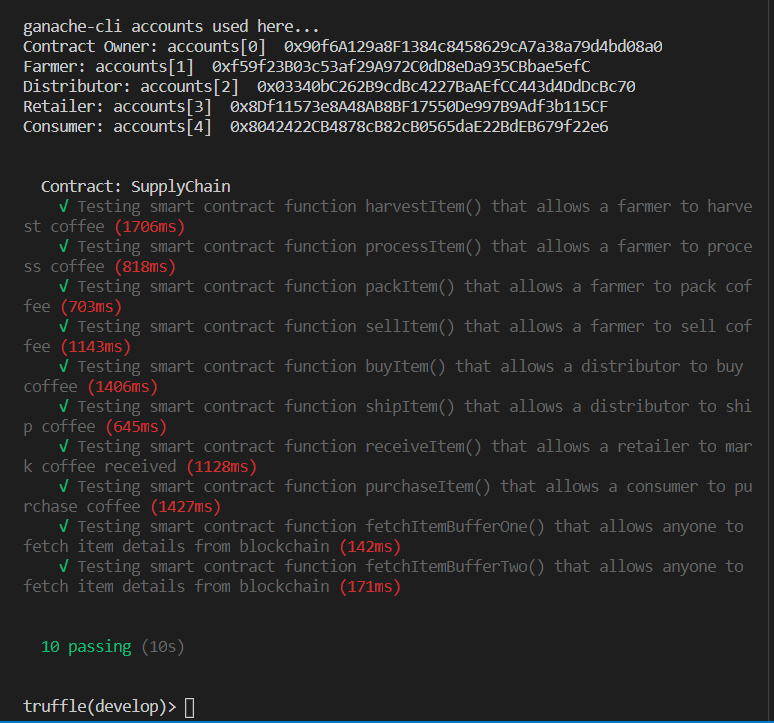 ganache-cli accounts used here...
Contract Owner: accounts[0]  0x90f6A129a8F1384c8458629cA7a38a79d4bd08a0
Farmer: accounts[1]  0xf59f23B03c53af29A972C0dD8eDa935CBbae5efC
Distributor: accounts[2]  0x03340bC262B9cdBc4227BaAEfCC443d4DdDcBc70
Retailer: accounts[3]  0x8Df11573e8A48AB8BF17550De997B9Adf3b115CF
Consumer: accounts[4]  0x8042422CB4878cB82cB0565daE22BdEB679f22e6
Contract: SupplyChain
√ Testing smart contract function harvestItem() that allows a farmer to harve
st coffee (1706ms)
√ Testing smart contract function processItem() that allows a farmer to proce
ss coffee (818ms)
√ Testing smart contract function packItem() that allows a farmer to pack cof
fee (703ms)
√ Testing smart contract function sellItem() that allows a farmer to sell cof
fee (1143ms)
√ Testing smart contract function buyItem() that allows a distributor to buy
coffee (1406ms)
√ Testing smart contract function shipItem() that allows a distributor to shi
p coffee (645ms)
√ Testing smart contract function receiveItem() that allows a retailer to mar
k coffee received (1128ms)
√ Testing smart contract function purchaseItem() that allows a consumer to pu
rchase coffee (1427ms)
√ Testing smart contract function fetchItemBufferOne() that allows anyone to
fetch item details from blockchain (142ms)
√ Testing smart contract function fetchItemBufferTwo() that allows anyone to
fetch item details from blockchain (171ms)
10 passing (10s)
truffle(develop)>